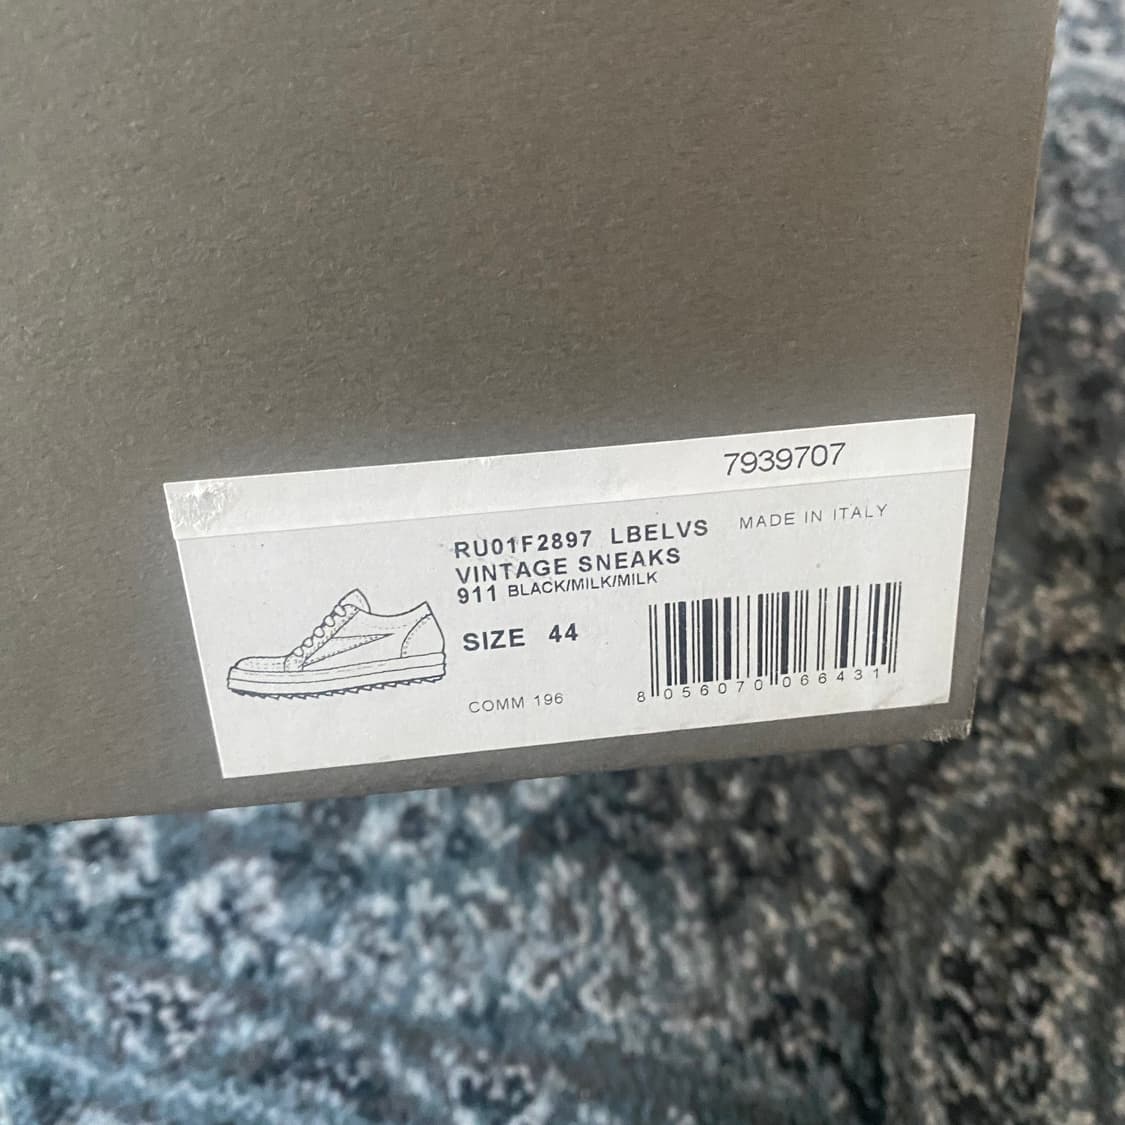 7939707
RU01F2897 LBELVS
MADE IN ITALY
VINTAGE SNEAKS
911 BLACK/MILK/MILK
SIZE 44
COMM 196
8 056070 066431